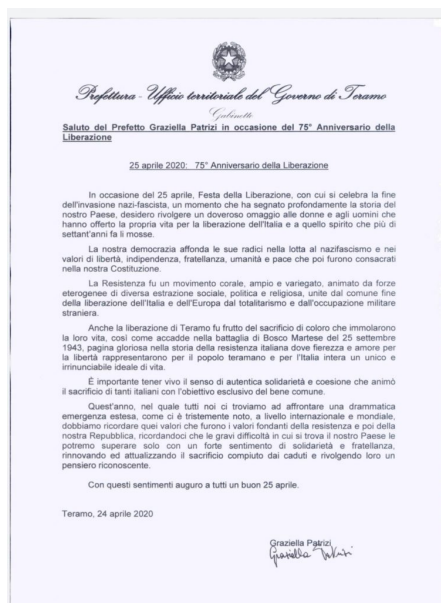 Prefettura - Ufficio territoriale del Governo di Teramo
Gabinetto
Saluto del Prefetto Graziella Patrizi in occasione del 75° Anniversario della
Liberazione
25 aprile 2020: 75° Anniversario della Liberazione
In occasione del 25 aprile, Festa della Liberazione, con cui si celebra la fine
dell'invasione nazi-fascista, un momento che ha segnato profondamente la storia del
nostro Paese, desidero rivolgere un doveroso omaggio alle donne e agli uomini che
hanno offerto la propria vita per la liberazione dell'Italia e a quello spirito che più di
settant'anni fa li mosse.
La nostra democrazia affonda le sue radici nella lotta al nazifascismo e nei
valori di libertà, indipendenza, fratellanza, umanità e pace che poi furono consacrati
nella nostra Costituzione.
La Resistenza fu un movimento corale, ampio e variegato, animato da forze
eterogenee di diversa estrazione sociale, politica e religiosa, unite dal comune fine
della liberazione dell'Italia e dell'Europa dal totalitarismo e dall'occupazione militare
straniera.
Anche la liberazione di Teramo fu frutto del sacrificio di coloro che immolarono
la loro vita, così come accadde nella battaglia di Bosco Martese del 25 settembre
1943, pagina gloriosa nella storia della resistenza italiana dove fierezza e amore per
la libertà rappresentarono per il popolo teramano e per l'Italia intera un unico e
irrinunciabile ideale di vita.
É importante tener vivo il senso di autentica solidarietà e coesione che animò
il sacrificio di tanti italiani con l'obiettivo esclusivo del bene comune.
Quest'anno, nel quale tutti noi ci troviamo ad affrontare una drammatica
emergenza estesa, come ci è tristemente noto, a livello internazionale e mondiale,
dobbiamo ricordare quei valori che furono i valori fondanti della resistenza e poi della
nostra Repubblica, ricordandoci che le gravi difficoltà in cui si trova il nostro Paese le
potremo superare solo con un forte sentimento di solidarietà e fratellanza,
rinnovando ed attualizzando il sacrificio compiuto dai caduti e rivolgendo loro un
pensiero riconoscente.
Con questi sentimenti auguro a tutti un buon 25 aprile.
Teramo, 24 aprile 2020
Graziella Patrizi
Graziella Patrizi